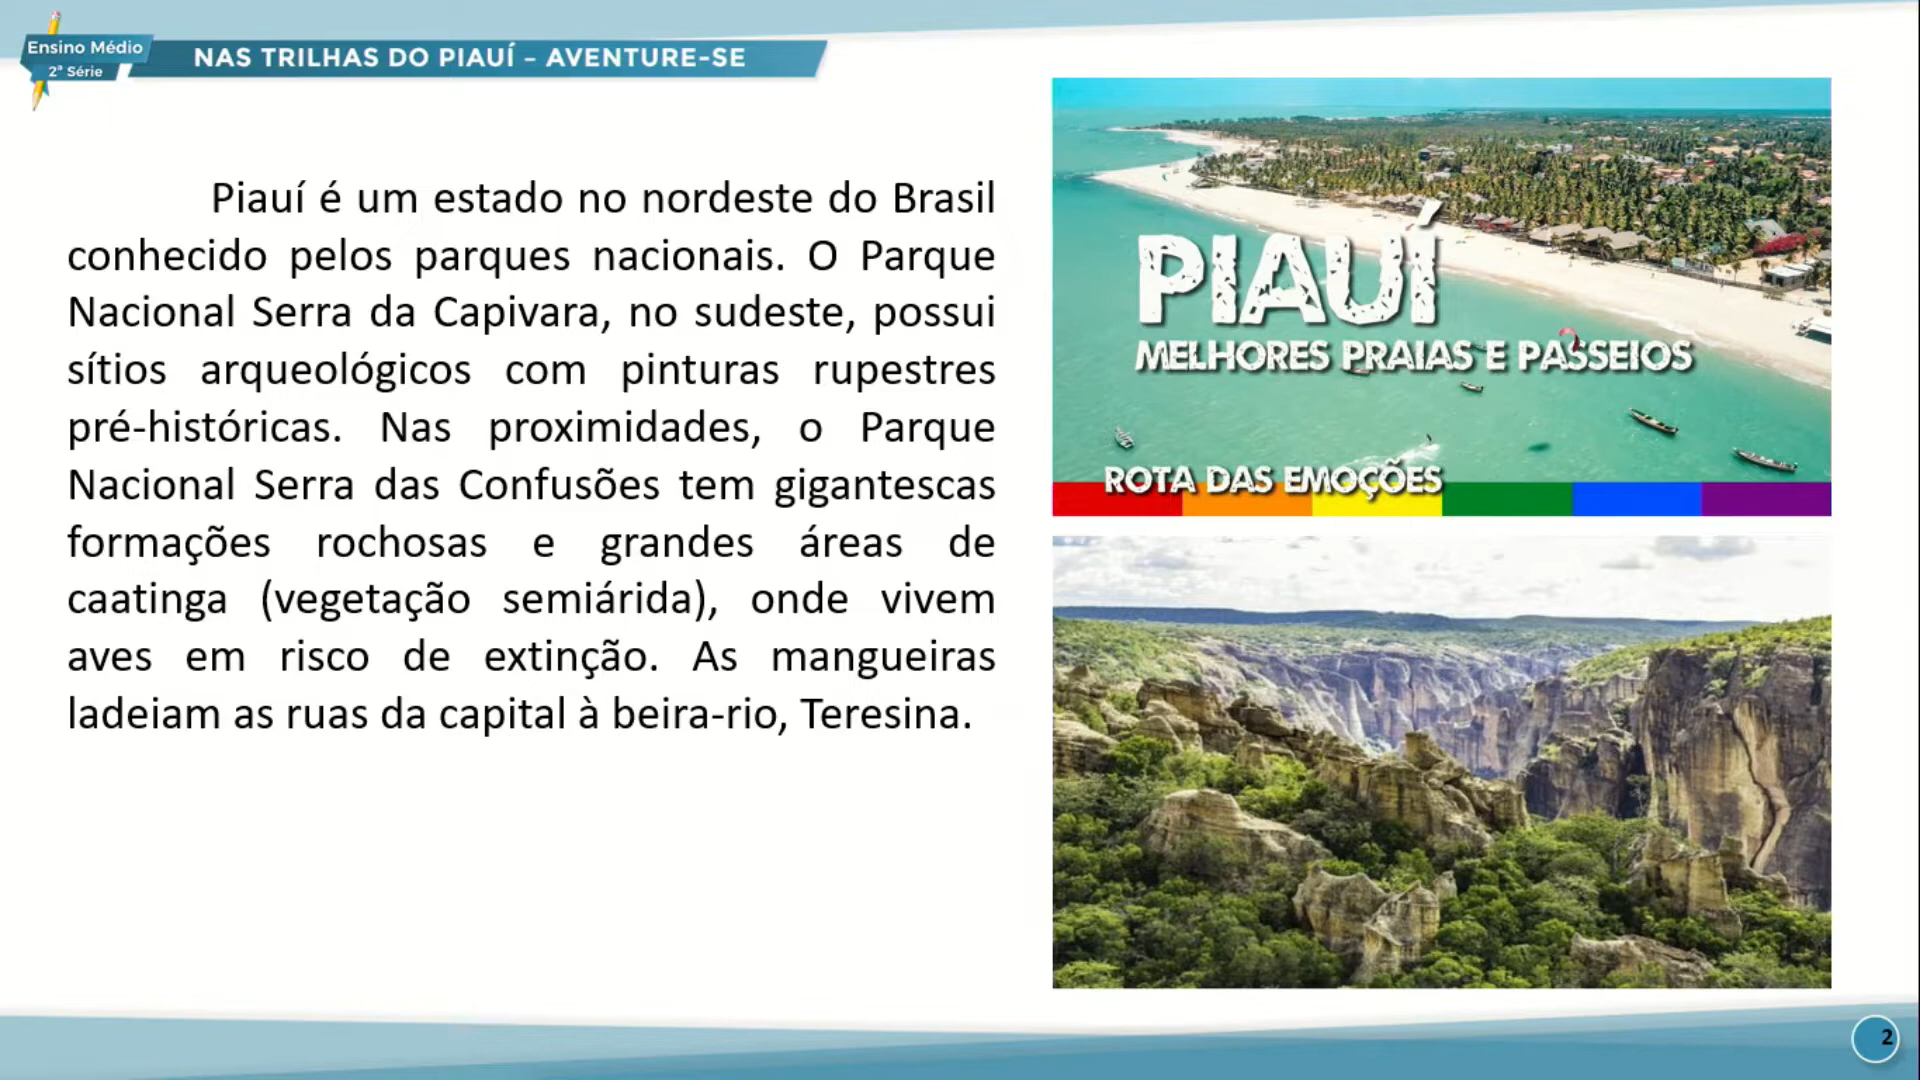 Ensino Médio
2ª Série
NAS TRILHAS DO PIAUÍ – AVENTURE-SE
Piauí é um estado no nordeste do Brasil
conhecido pelos parques nacionais. O Parque
Nacional Serra da Capivara, no sudeste, possui
sítios arqueológicos com pinturas rupestres
pré-históricas. Nas proximidades, o Parque
Nacional Serra das Confusões tem gigantescas
formações rochosas e grandes áreas de
caatinga (vegetação semiárida), onde vivem
aves em risco de extinção. As mangueiras
ladeiam as ruas da capital à beira-rio, Teresina.
PIAUÍ
MELHORES PRAIAS E PASSEIOS
ROTA DAS EMOÇÕES
2